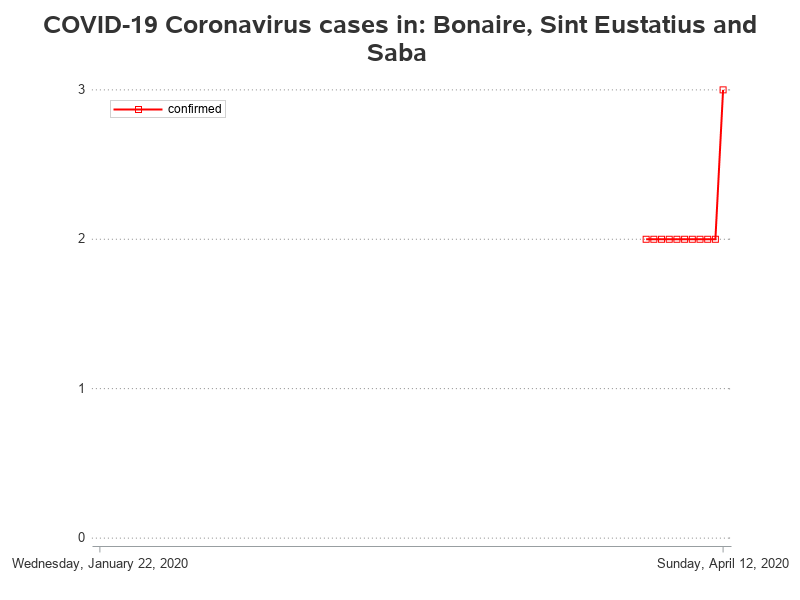 COVID-19 Coronavirus cases in: Bonaire, Sint Eustatius and
Saba
3
confirmed
2
1
0
Wednesday, January 22, 2020
Sunday, April 12, 2020